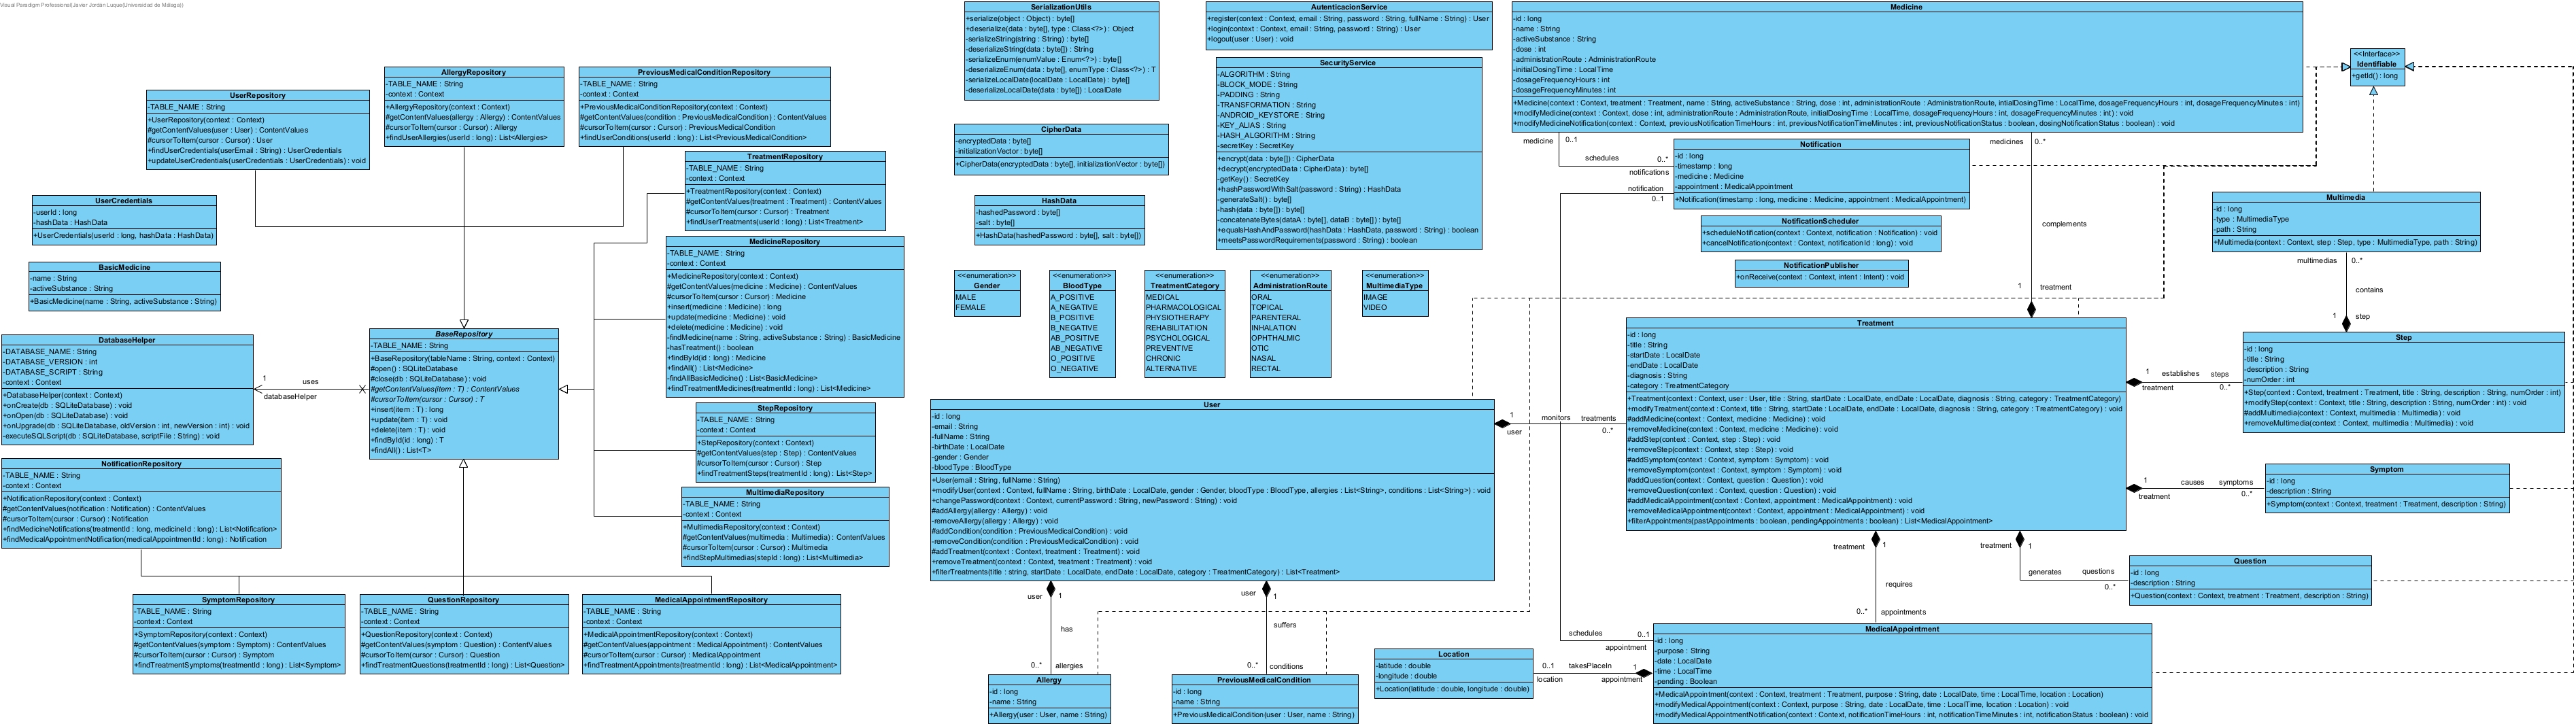 Visual Paradigm Professional(Javier Jordán Luque(Universidad de Málaga))
UserRepository
-TABLE_NAME : String
-context : Context
+UserRepository(context : Context)
#getContentValues(user : User) : ContentValues
#cursorToItem(cursor : Cursor) : User
+findUserCredentials(userEmail : String) : UserCredentials
+updateUserCredentials(userCredentials : UserCredentials) : void
AllergyRepository
-TABLE_NAME : String
-context : Context
+AllergyRepository(context : Context)
#getContentValues(allergy : Allergy) : ContentValues
#cursorToItem(cursor : Cursor) : Allergy
+findUserAllergies(userId : long) : List<Allergies>
PreviousMedicalConditionRepository
-TABLE_NAME : String
-context : Context
+PreviousMedicalConditionRepository(context : Context)
#getContentValues(condition : PreviousMedicalCondition) : ContentValues
#cursorToItem(cursor : Cursor) : PreviousMedicalCondition
+findUserConditions(userId : long) : List<PreviousMedicalCondition>
TreatmentRepository
-TABLE_NAME : String
-context : Context
+TreatmentRepository(context : Context)
#getContentValues(treatment : Treatment) : ContentValues
#cursorToItem(cursor : Cursor) : Treatment
+findUserTreatments(userId : long) : List<Treatment>
UserCredentials
-userId : long
-hashData : HashData
+UserCredentials(userId : long, hashData : HashData)
BasicMedicine
-name : String
-activeSubstance : String
+BasicMedicine(name : String, activeSubstance : String)
MedicineRepository
-TABLE_NAME : String
-context : Context
+MedicineRepository(context : Context)
#getContentValues(medicine : Medicine) : ContentValues
#cursorToItem(cursor : Cursor) : Medicine
+insert(medicine : Medicine) : long
+update(medicine : Medicine) : void
+delete(medicine : Medicine) : void
-findMedicine(name : String, activeSubstance : String) : BasicMedicine
-hasTreatment() : boolean
+findById(id : long) : Medicine
+findAll() : List<Medicine>
-findAllBasicMedicine() : List<BasicMedicine>
+findTreatmentMedicines(treatmentId : long) : List<Medicine>
DatabaseHelper
-DATABASE_NAME : String
-DATABASE_VERSION : int
-DATABASE_SCRIPT : String
-context : Context
+DatabaseHelper(context : Context)
+onCreate(db : SQLiteDatabase) : void
+onOpen(db : SQLiteDatabase) : void
+onUpgrade(db : SQLiteDatabase, oldVersion : int, newVersion : int) : void
-executeSQLScript(db : SQLiteDatabase, scriptFile : String) : void
1
uses
databaseHelper
BaseRepository
-TABLE_NAME : String
+BaseRepository(tableName : String, context : Context)
#open() : SQLiteDatabase
#close(db : SQLiteDatabase) : void
#getContentValues(item : T) : ContentValues
#cursorToItem(cursor : Cursor) : T
+insert(item : T) : long
+update(item : T) : void
+delete(item : T) : void
+findById(id : long) : T
+findAll() : List<T>
StepRepository
-TABLE_NAME : String
-context : Context
+StepRepository(context : Context)
#getContentValues(step : Step) : ContentValues
#cursorToItem(cursor : Cursor) : Step
+findTreatmentSteps(treatmentId : long) : List<Step>
MultimediaRepository
-TABLE_NAME : String
-context : Context
+MultimediaRepository(context : Context)
#getContentValues(multimedia : Multimedia) : ContentValues
#cursorToItem(cursor : Cursor) : Multimedia
+findStepMultimedias(stepId : long) : List<Multimedia>
NotificationRepository
-TABLE_NAME : String
-context : Context
+NotificationRepository(context : Context)
#getContentValues(notification : Notification) : ContentValues
#cursorToItem(cursor : Cursor) : Notification
+findMedicineNotifications(treatmentId : long, medicineId : long) : List<Notification>
+findMedicalAppointmentNotification(medicalAppointmentId : long) : Notification
SymptomRepository
-TABLE_NAME : String
-context : Context
+SymptomRepository(context : Context)
#getContentValues(symptom : Symptom) : ContentValues
#cursorToItem(cursor : Cursor) : Symptom
+findTreatmentSymptoms(treatmentId : long) : List<Symptom>
QuestionRepository
-TABLE_NAME : String
-context : Context
+QuestionRepository(context : Context)
#getContentValues(question : Question) : ContentValues
#cursorToItem(cursor : Cursor) : Question
+findTreatmentQuestions(treatmentId : long) : List<Question>
MedicalAppointmentRepository
-TABLE_NAME : String
-context : Context
+MedicalAppointmentRepository(context : Context)
#getContentValues(appointment : MedicalAppointment) : ContentValues
#cursorToItem(cursor : Cursor) : MedicalAppointment
+findTreatmentAppointments(treatmentId : long) : List<MedicalAppointment>
SerializationUtils
+serialize(object : Object) : byte[]
+deserialize(data : byte[], type : Class<?>) : Object
-serializeString(string : String) : byte[]
-deserializeString(data : byte[]) : String
-serializeEnum(enumValue : Enum<?>) : byte[]
-deserializeEnum(data : byte[], enumType : Class<?>) : T
-serializeLocalDate(localDate : LocalDate) : byte[]
-deserializeLocalDate(data : byte[]) : LocalDate
CipherData
-encryptedData : byte[]
-initializationVector : byte[]
+CipherData(encryptedData : byte[], initializationVector : byte[])
HashData
-hashedPassword : byte[]
-salt : byte[]
+HashData(hashedPassword : byte[], salt : byte[])
AutenticacionService
+register(context : Context, email : String, password : String, fullName : String) : User
+login(context : Context, email : String, password : String) : User
+logout(user : User) : void
SecurityService
-ALGORITHM : String
-BLOCK_MODE : String
-PADDING : String
-TRANSFORMATION : String
-ANDROID_KEYSTORE : String
-KEY_ALIAS : String
-HASH_ALGORITHM : String
-secretKey : SecretKey
+encrypt(data : byte[]) : CipherData
+decrypt(encryptedData : CipherData) : byte[]
-getKey() : SecretKey
+hashPasswordWithSalt(password : String) : HashData
-generateSalt() : byte[]
-hash(data : byte[]) : byte[]
-concatenateBytes(dataA : byte[], dataB : byte[]) : byte[]
+equalsHashAndPassword(hashData : HashData, password : String) : boolean
+meetsPasswordRequirements(password : String) : boolean
<<enumeration>>
Gender
MALE
FEMALE
<<enumeration>>
BloodType
A_POSITIVE
A_NEGATIVE
B_POSITIVE
B_NEGATIVE
AB_POSITIVE
AB_NEGATIVE
O_POSITIVE
O_NEGATIVE
<<enumeration>>
TreatmentCategory
MEDICAL
PHARMACOLOGICAL
PHYSIOTHERAPY
REHABILITATION
PSYCHOLOGICAL
PREVENTIVE
CHRONIC
ALTERNATIVE
<<enumeration>>
AdministrationRoute
ORAL
TOPICAL
PARENTERAL
INHALATION
OPHTHALMIC
OTIC
NASAL
RECTAL
<<enumeration>>
MultimediaType
IMAGE
VIDEO
User
-id : long
-email : String
-fullName : String
-birthDate : LocalDate
-gender : Gender
-bloodType : BloodType
+User(email : String, fullName : String)
+modifyUser(context : Context, fullName : String, birthDate : LocalDate, gender : Gender, bloodType : BloodType, allergies : List<String>, conditions : List<String>) : void
+changePassword(context : Context, currentPassword : String, newPassword : String) : void
#addAllergy(allergy : Allergy) : void
-removeAllergy(allergy : Allergy) : void
#addCondition(condition : PreviousMedicalCondition) : void
-removeCondition(condition : PreviousMedicalCondition) : void
#addTreatment(context : Context, treatment : Treatment) : void
+removeTreatment(context : Context, treatment : Treatment) : void
+filterTreatments(title : string, startDate : LocalDate, endDate : LocalDate, category : TreatmentCategory) : List<Treatment>
user
1
has
0..*
allergies
user
1
suffers
0..*
conditions
Allergy
-id : long
-name : String
+Allergy(user : User, name : String)
PreviousMedicalCondition
-id : long
-name : String
+PreviousMedicalCondition(user : User, name : String)
1
user
monitors
treatments
0..*
Medicine
-id : long
-name : String
-activeSubstance : String
-dose : int
-administrationRoute : AdministrationRoute
-initialDosingTime : LocalTime
-dosageFrequencyHours : int
-dosageFrequencyMinutes : int
+Medicine(context : Context, treatment : Treatment, name : String, activeSubstance : String, dose : int, administrationRoute : AdministrationRoute, intialDosingTime : LocalTime, dosageFrequencyHours : int, dosageFrequencyMinutes : int)
+modifyMedicine(context : Context, dose : int, administrationRoute : AdministrationRoute, initialDosingTime : LocalTime, dosageFrequencyHours : int, dosageFrequencyMinutes : int) : void
+modifyMedicineNotification(context : Context, previousNotificationTimeHours : int, previousNotificationTimeMinutes : int, previousNotificationStatus : boolean, dosingNotificationStatus : boolean) : void
<<Interface>>
Identifiable
+getId() : long
medicine
0..1
schedules
0..*
notifications
notification
0..1
Notification
-id : long
-timestamp : long
-medicine : Medicine
-appointment : MedicalAppointment
+Notification(timestamp : long, medicine : Medicine, appointment : MedicalAppointment)
NotificationScheduler
+scheduleNotification(context : Context, notification : Notification) : void
+cancelNotification(context : Context, notificationId : long) : void
NotificationPublisher
+onReceive(context : Context, intent : Intent) : void
medicines
0..*
complements
1
treatment
Multimedia
-id : long
-type : MultimediaType
-path : String
+Multimedia(context : Context, step : Step, type : MultimediaType, path : String)
multimedias
0..*
contains
1
step
Treatment
-id : long
-title : String
-startDate : LocalDate
-endDate : LocalDate
-diagnosis : String
-category : TreatmentCategory
+Treatment(context : Context, user : User, title : String, startDate : LocalDate, endDate : LocalDate, diagnosis : String, category : TreatmentCategory)
+modifyTreatment(context : Context, title : String, startDate : LocalDate, endDate : LocalDate, diagnosis : String, category : TreatmentCategory) : void
#addMedicine(context : Context, medicine : Medicine) : void
+removeMedicine(context : Context, medicine : Medicine) : void
#addStep(context : Context, step : Step) : void
+removeStep(context : Context, step : Step) : void
#addSymptom(context : Context, symptom : Symptom) : void
+removeSymptom(context : Context, symptom : Symptom) : void
#addQuestion(context : Context, question : Question) : void
+removeQuestion(context : Context, question : Question) : void
#addMedicalAppointment(context : Context, appointment : MedicalAppointment) : void
+removeMedicalAppointment(context : Context, appointment : MedicalAppointment) : void
+filterAppointments(pastAppointments : boolean, pendingAppointments : boolean) : List<MedicalAppointment>
1
treatment
establishes
steps
0..*
Step
-id : long
-title : String
-description : String
-numOrder : int
+Step(context : Context, treatment : Treatment, title : String, description : String, numOrder : int)
+modifyStep(context : Context, title : String, description : String, numOrder : int) : void
#addMultimedia(context : Context, multimedia : Multimedia) : void
+removeMultimedia(context : Context, multimedia : Multimedia) : void
1
treatment
causes
symptoms
0..*
Symptom
-id : long
-description : String
+Symptom(context : Context, treatment : Treatment, description : String)
treatment
1
generates
questions
0..*
Question
-id : long
-description : String
+Question(context : Context, treatment : Treatment, description : String)
treatment
1
requires
0..*
appointments
schedules
0..1
appointment
MedicalAppointment
-id : long
-purpose : String
-date : LocalDate
-time : LocalTime
-pending : Boolean
+MedicalAppointment(context : Context, treatment : Treatment, purpose : String, date : LocalDate, time : LocalTime, location : Location)
+modifyMedicalAppointment(context : Context, purpose : String, date : LocalDate, time : LocalTime, location : Location) : void
+modifyMedicalAppointmentNotification(context : Context, notificationTimeHours : int, notificationTimeMinutes : int, notificationStatus : boolean) : void
Location
-latitude : double
-longitude : double
+Location(latitude : double, longitude : double)
0..1
location
takesPlaceIn
1
appointment